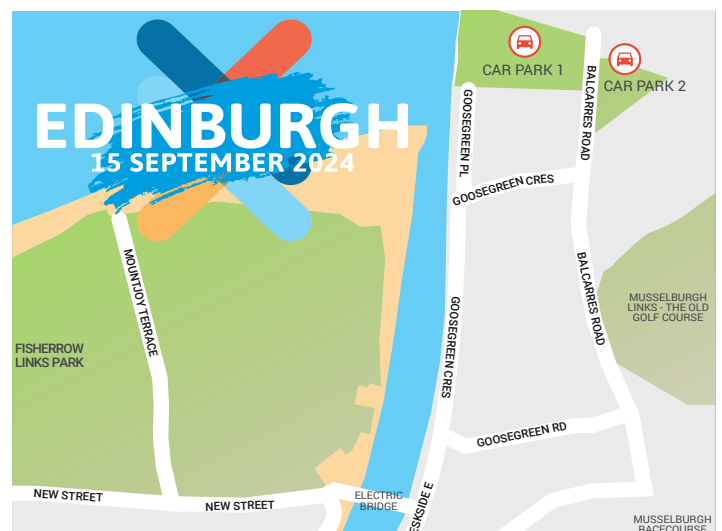 EDINBURGH
15 SEPTEMBER 2024
CAR PARK 1
CAR PARK 2
BALCARRES ROAD
GOOSEGREEN PL
GOOSEGREEN CRES
MOUNTJOY TERRACE
BALCARRES ROAD
MUSSELBURGH
LINKS - THE OLD
GOLF COURSE
GOOSEGREEN CRES
FISHERROW
LINKS PARK
GOOSEGREEN RD
NEW STREET
NEW STREET
ELECTRIC
BRIDGE
ESKSIDE E
MUSSELBURGH
RACECOURSE